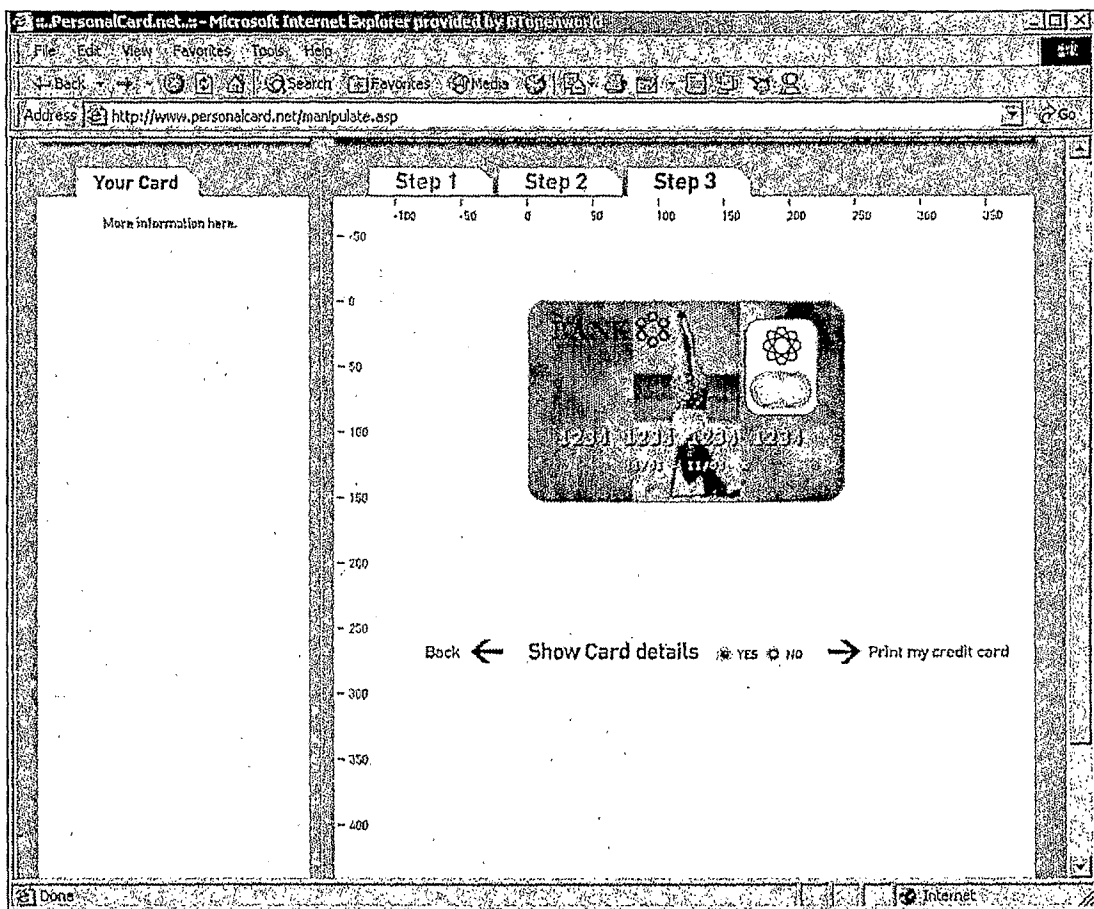 ::..PersonalCard.net..:: - Microsoft Internet Explorer provided by BTopenworld
File Edit View Favorites Tools Help
Back Search Favorites Media
Address http://www.personalcard.net/manipulate.asp Go
Your Card Step 1 Step 2 Step 3
More information here.
-100 -50 0 50 100 150 200 250 300 350
-50
0
50
100
150
200
250
300
350
400
BANK
1234 1234 1234 1234
Back Show Card details YES NO Print my credit card
Done Internet